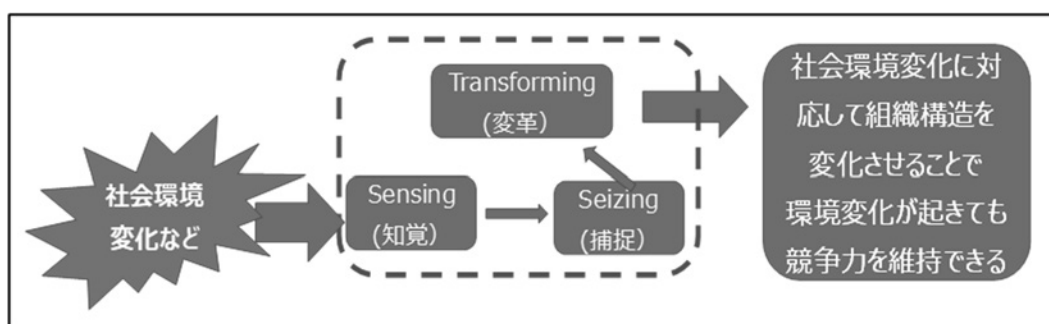 社会環境
変化など
Sensing
(知覚)
Seizing
(捕捉)
Transforming
(変革)
社会環境変化に対
応して組織構造を
変化させることで
環境変化が起きても
競争力を維持できる